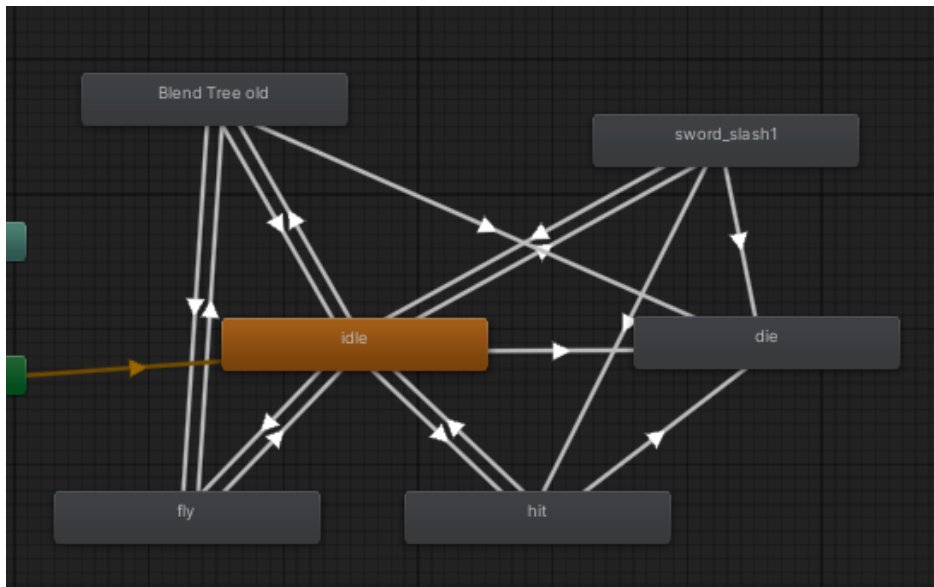 Blend Tree old
sword_slash1
idle
die
fly
hit